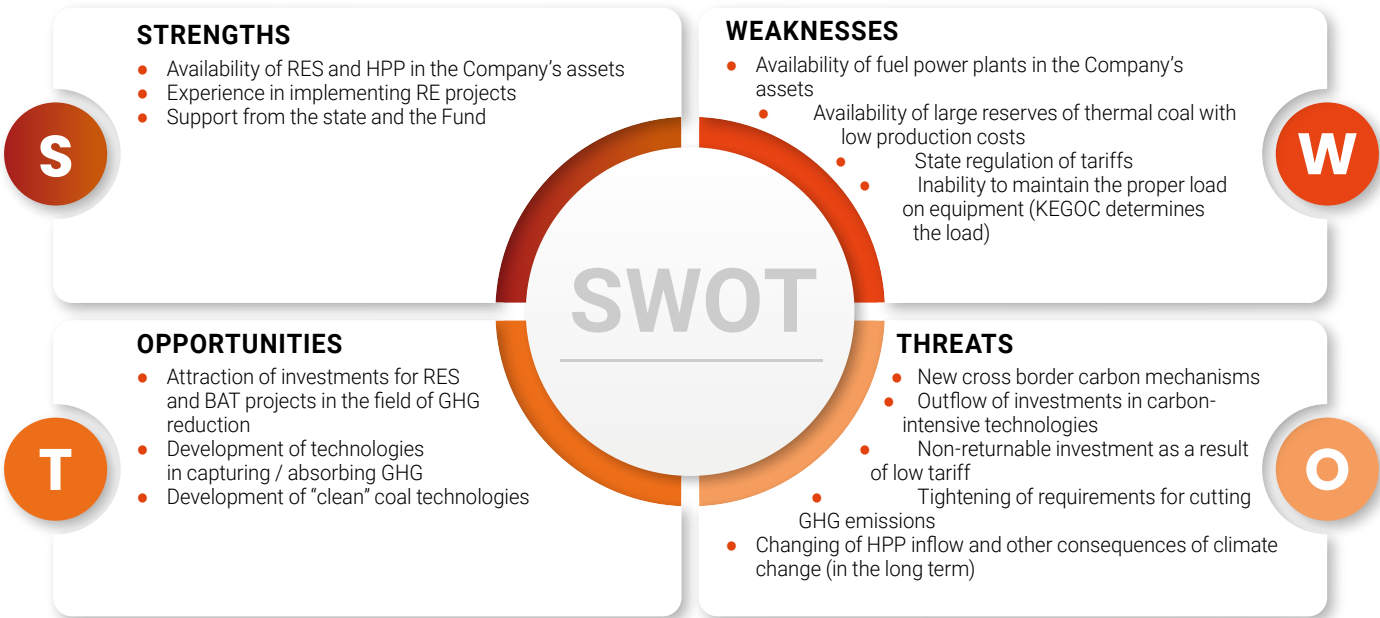 STRENGTHS
• Availability of RES and HPP in the Company's assets
• Experience in implementing RE projects
• Support from the state and the Fund
S
WEAKNESSES
• Availability of fuel power plants in the Company's
assets
• Availability of large reserves of thermal coal with
low production costs
• State regulation of tariffs
• Inability to maintain the proper load
on equipment (KEGOC determines
the load)
W
SWOT
OPPORTUNITIES
• Attraction of investments for RES
and BAT projects in the field of GHG
reduction
• Development of technologies
in capturing / absorbing GHG
• Development of “clean” coal technologies
T
THREATS
• New cross border carbon mechanisms
• Outflow of investments in carbon-
intensive technologies
• Non-returnable investment as a result
of low tariff
• Tightening of requirements for cutting
GHG emissions
• Changing of HPP inflow and other consequences of climate
change (in the long term)
O